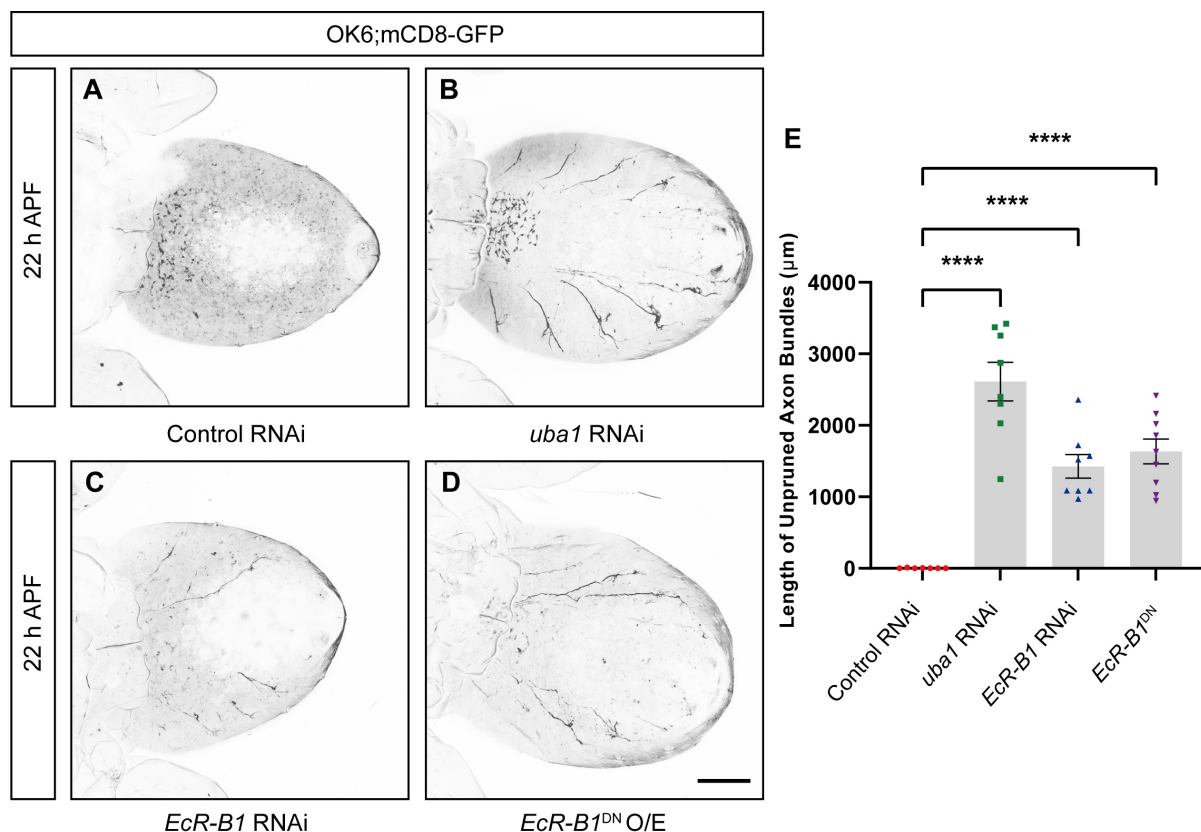 OK6;mCD8-GFP
22 h APF
A
B
Control RNAi
uba1 RNAi
22 h APF
C
D
EcR-B1 RNAi
EcR-B1DN O/E
E
****
****
****
Length of Unpruned Axon Bundles (µm)
4000
3000
2000
1000
0
Control RNAi
uba1 RNAi
EcR-B1 RNAi
EcR-B1DN